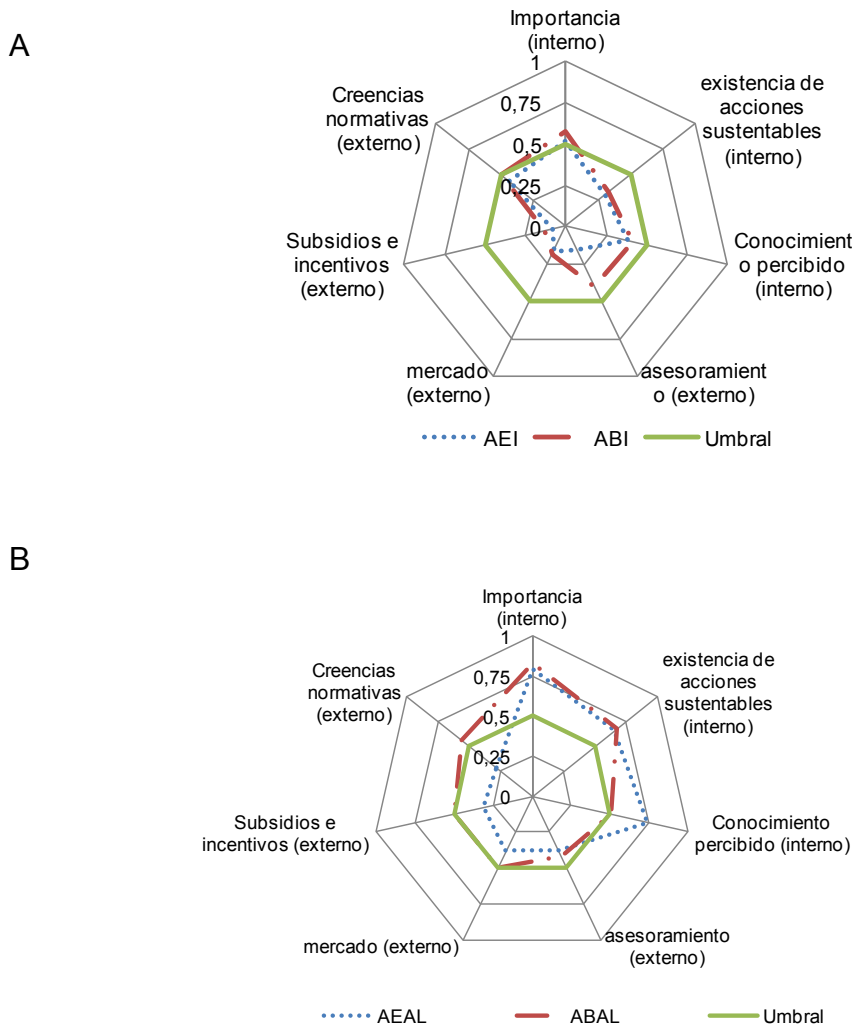 A
Importancia
(interno)
1
0,75
0,5
0,25
0
existencia de
acciones
sustentables
(interno)
Conocimient
o percibido
(interno)
asesoramient
o (externo)
mercado
(externo)
Subsidios e
incentivos
(externo)
Creencias
normativas
(externo)
AEI ABI Umbral
B
Importancia
(interno)
1
0,75
0,5
0,25
0
existencia de
acciones
sustentables
(interno)
Conocimiento
percibido (interno)
asesoramiento
(externo)
mercado (externo)
Subsidios e
incentivos (externo)
Creencias
normativas
(externo)
AEAL ABAL Umbral